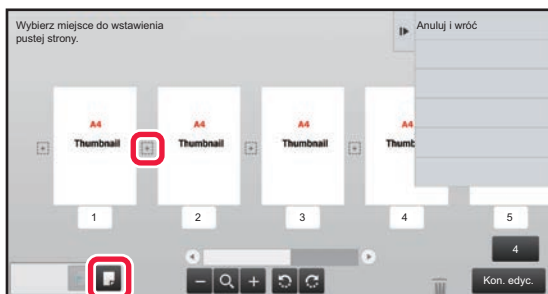 Wybierz miejsce do wstawienia
pustej strony.
Anuluj i wróć
A4
Thumbnail
A4
Thumbnail
A4
Thumbnail
A4
Thumb
1
2
3
4
5
4
Kon. edyc.